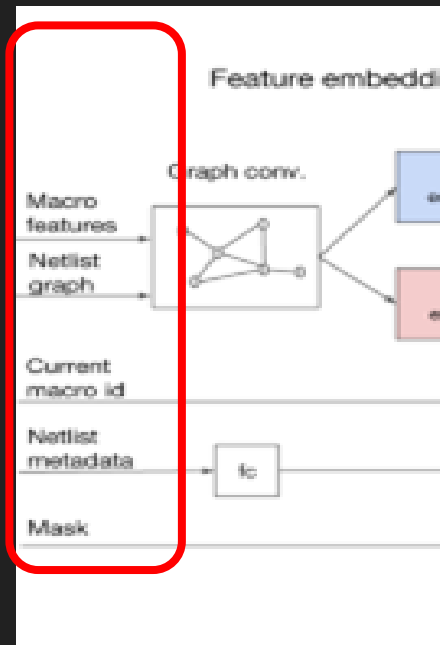 Feature embeddi
Graph conv.
Macro
features
Netlist
graph
Current
macro id
Netlist
metadata
fc
Mask